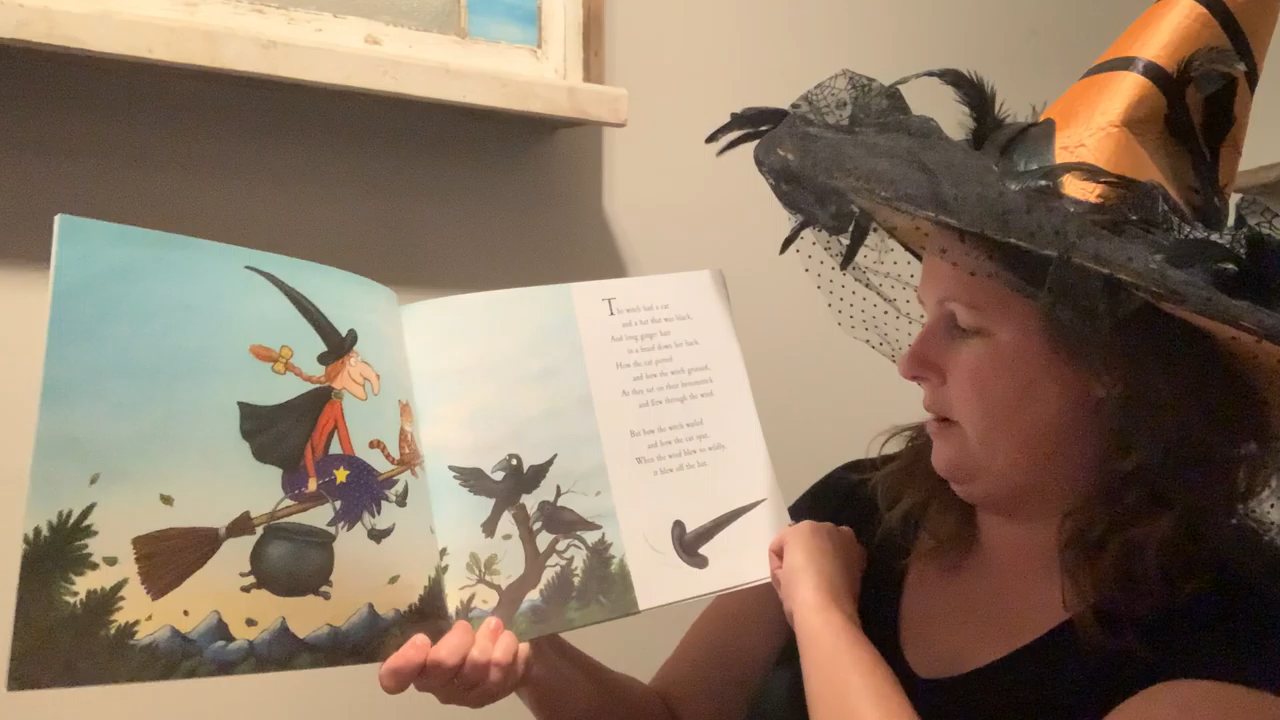 The witch had a cat,
and a hat that was black,
And long ginger hair
in a braid down her back.
How the cat purred
and how the witch grinned,
As they sat on their broomstick
and flew through the wind.
But how the witch wailed
and how the cat spat,
When the wind blew so wildly,
it blew off the hat.